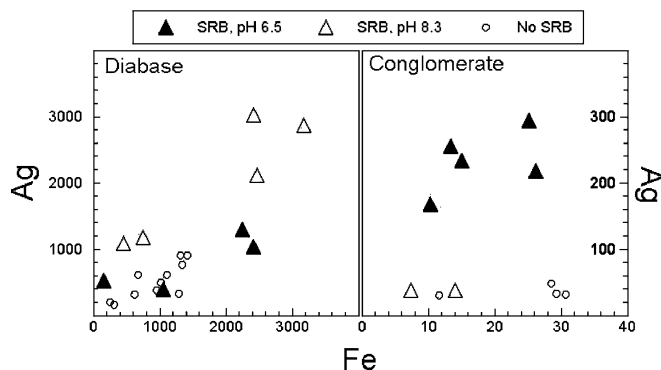 SRB, pH 6.5 SRB, pH 8.3 No SRB
Diabase Conglomerate
3000 300
2000 200
1000 100
Ag Ag
0 1000 2000 3000 0 10 20 30 40
Fe